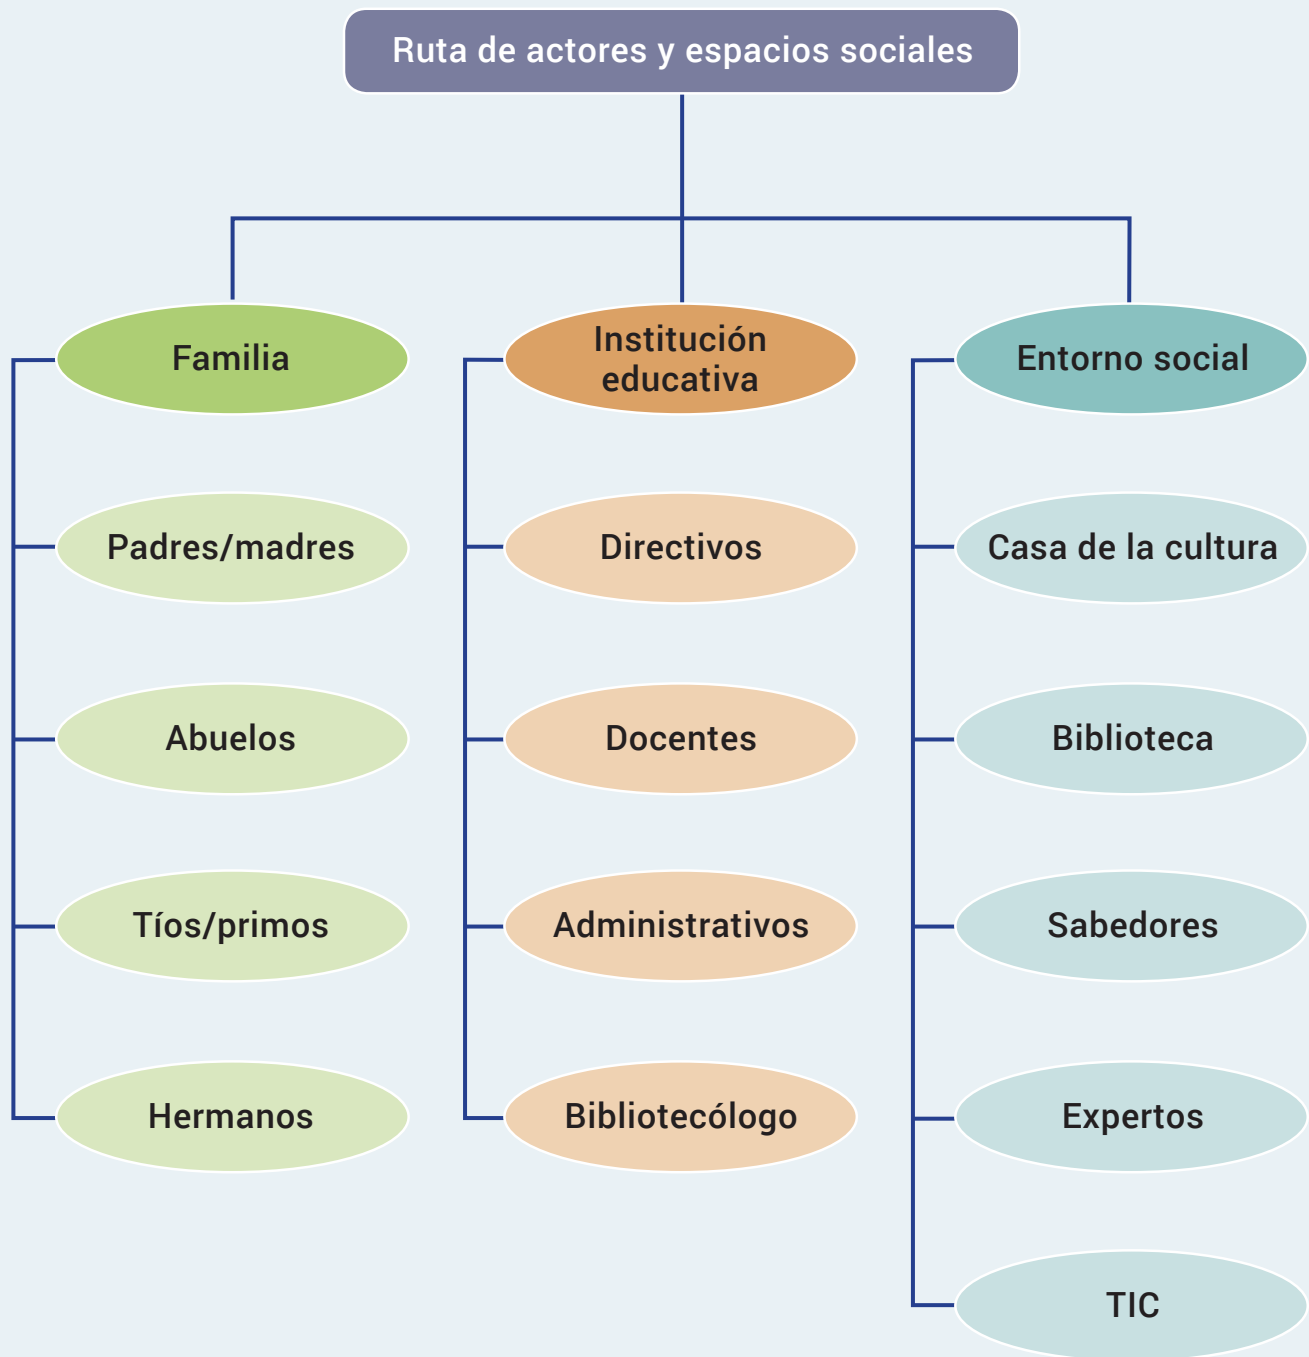 Ruta de actores y espacios sociales
Familia
Padres/madres
Abuelos
Tíos/primos
Hermanos
Institución
educativa
Directivos
Docentes
Administrativos
Bibliotecólogo
Entorno social
Casa de la cultura
Biblioteca
Sabedores
Expertos
TIC